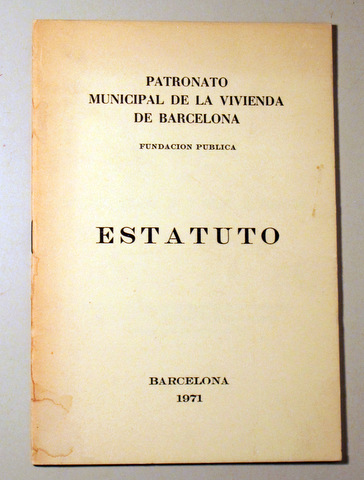 PATRONATO
MUNICIPAL DE LA VIVIENDA
DE BARCELONA
FUNDACION PUBLICA
ESTATUTO
BARCELONA
1971